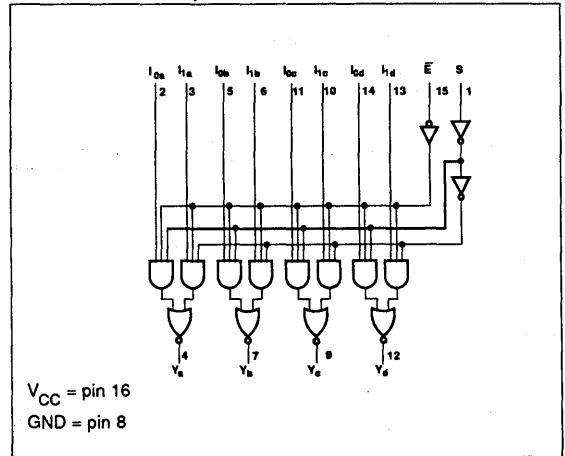 I0a I1a I0b I1b I0c I1c I0d I1d E̅ S
2 3 5 6 11 10 14 13 15 1
4 7 9 12
Ya Yb Yc Yd
VCC = pin 16
GND = pin 8